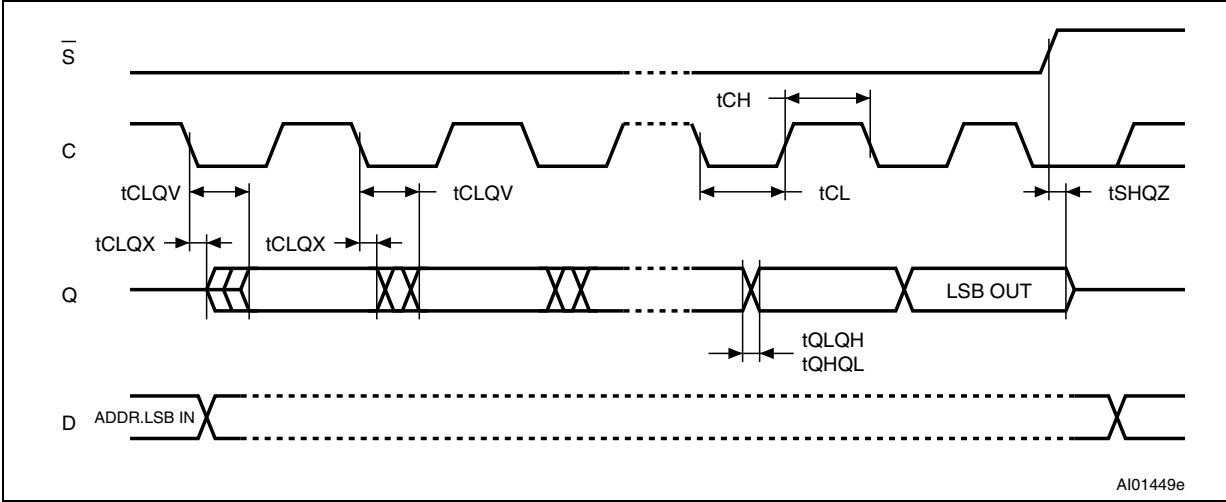 S
tCH
C
tCLQV
tCLQV
tCL
tSHQZ
tCLQX
tCLQX
Q
LSB OUT
tQLQH
tQHQL
D
ADDR.LSB IN
AI01449e